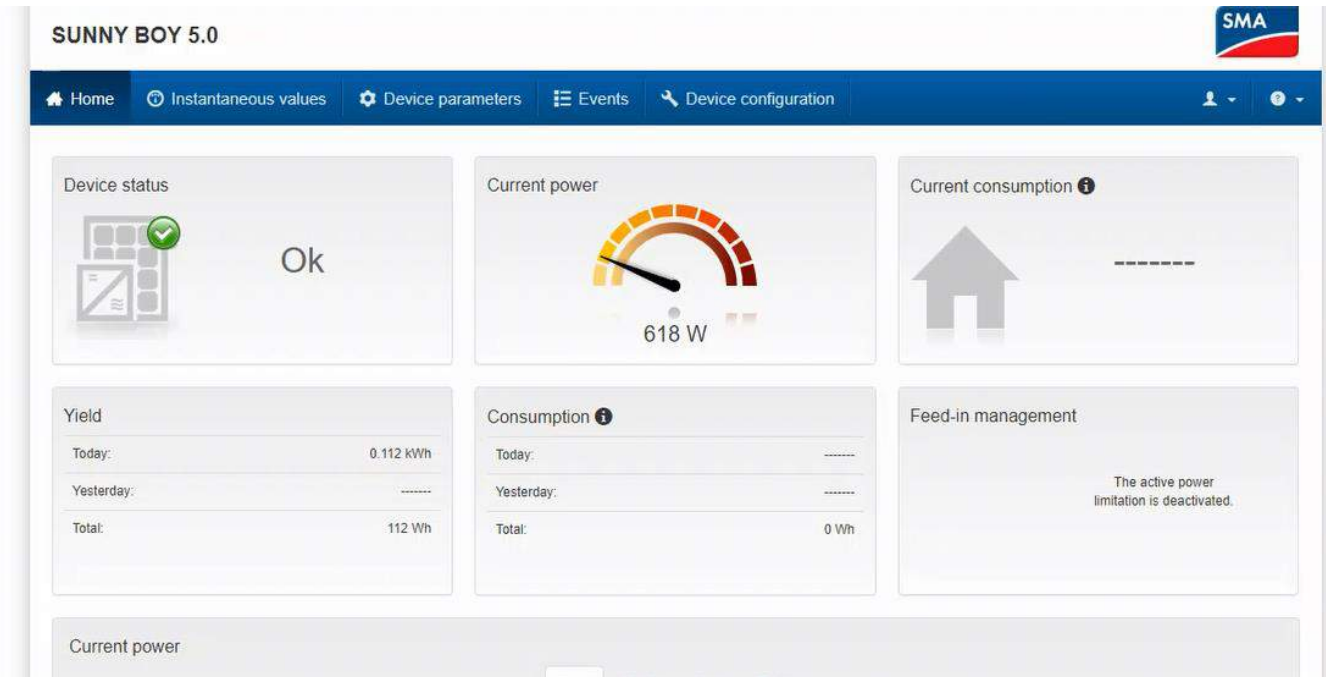 SUNNY BOY 5.0
SMA
Home Instantaneous values Device parameters Events Device configuration
Device status
Ok
Current power
618 W
Current consumption
-------
Yield
Today: 0.112 kWh
Yesterday: -------
Total: 112 Wh
Consumption
Today: -------
Yesterday: -------
Total: 0 Wh
Feed-in management
The active power
limitation is deactivated.
Current power